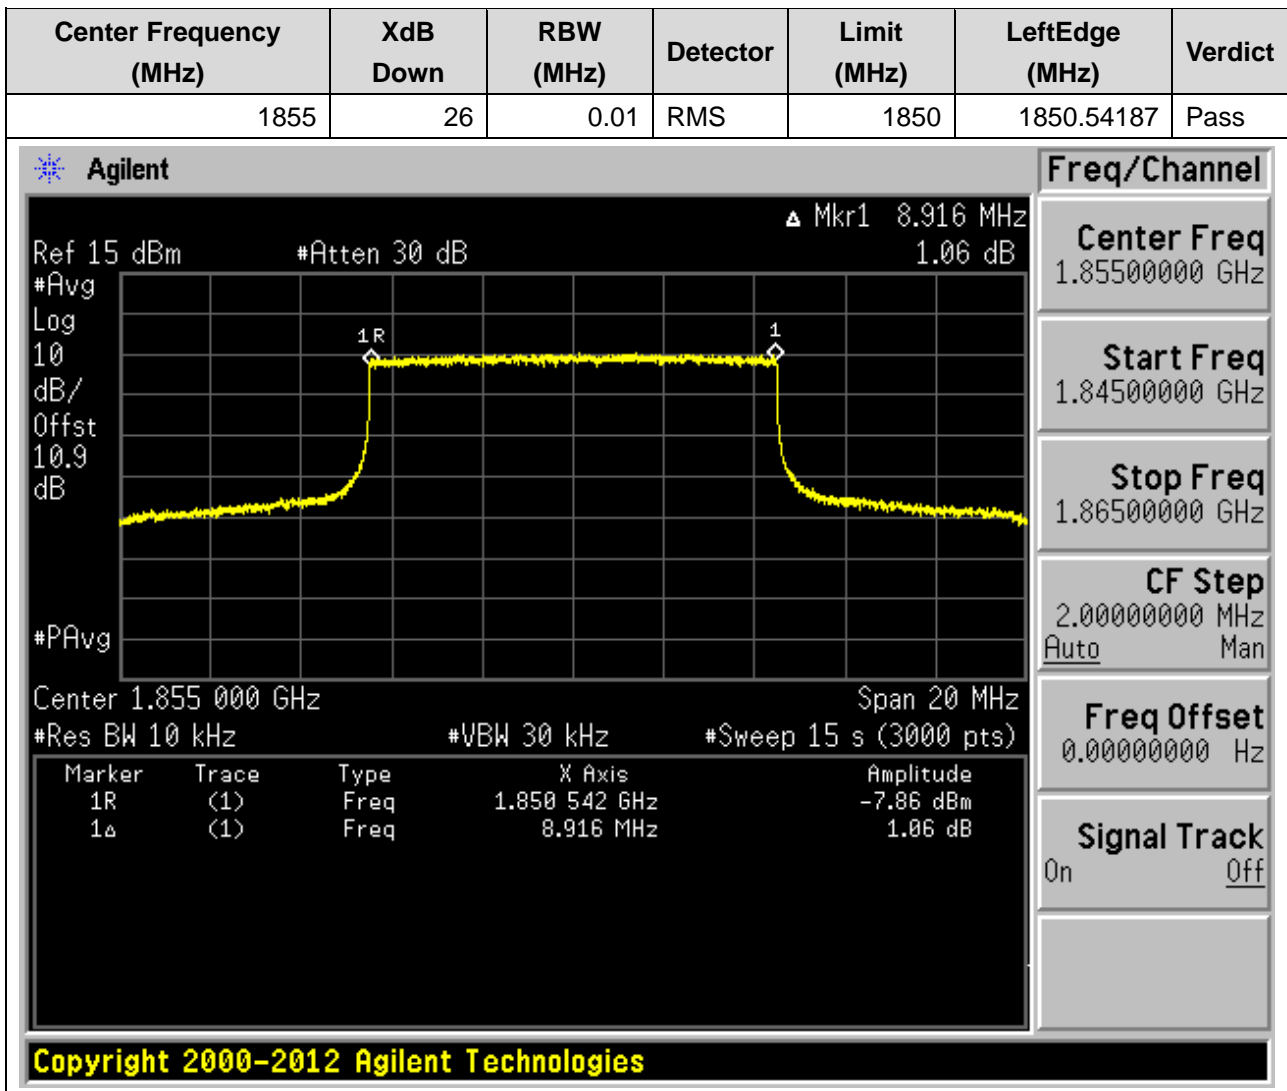 Center Frequency (MHz) XdB Down RBW (MHz) Detector Limit (MHz) LeftEdge (MHz) Verdict
1855 26 0.01 RMS 1850 1850.54187 Pass
Agilent
Freq/Channel
Δ Mkr1 8.916 MHz
Ref 15 dBm #Atten 30 dB 1.06 dB
#Avg
Log
10
dB/
Offst
10.9
dB
1R
1
#PAvg
Center 1.855 000 GHz Span 20 MHz
#Res BW 10 kHz #VBW 30 kHz #Sweep 15 s (3000 pts)
Marker Trace Type X Axis Amplitude
1R (1) Freq 1.850 542 GHz -7.86 dBm
1Δ (1) Freq 8.916 MHz 1.06 dB
Center Freq
1.85500000 GHz
Start Freq
1.84500000 GHz
Stop Freq
1.86500000 GHz
CF Step
2.00000000 MHz
Auto Man
Freq Offset
0.00000000 Hz
Signal Track
On Off
Copyright 2000-2012 Agilent Technologies